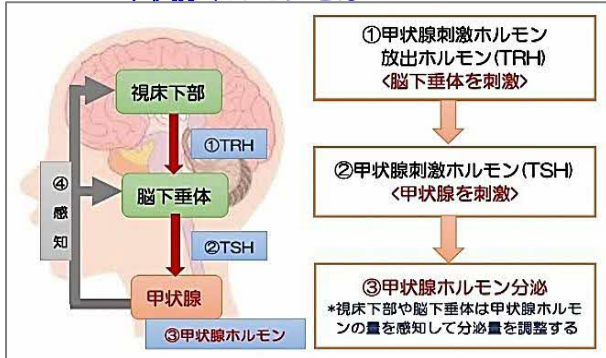 視床下部
①TRH
④感知
脳下垂体
②TSH
甲状腺
③甲状腺ホルモン
①甲状腺刺激ホルモン
放出ホルモン(TRH)
<脳下垂体を刺激>
②甲状腺刺激ホルモン(TSH)
<甲状腺を刺激>
③甲状腺ホルモン分泌
*視床下部や脳下垂体は甲状腺ホルモ
ンの量を感知して分泌量を調整する